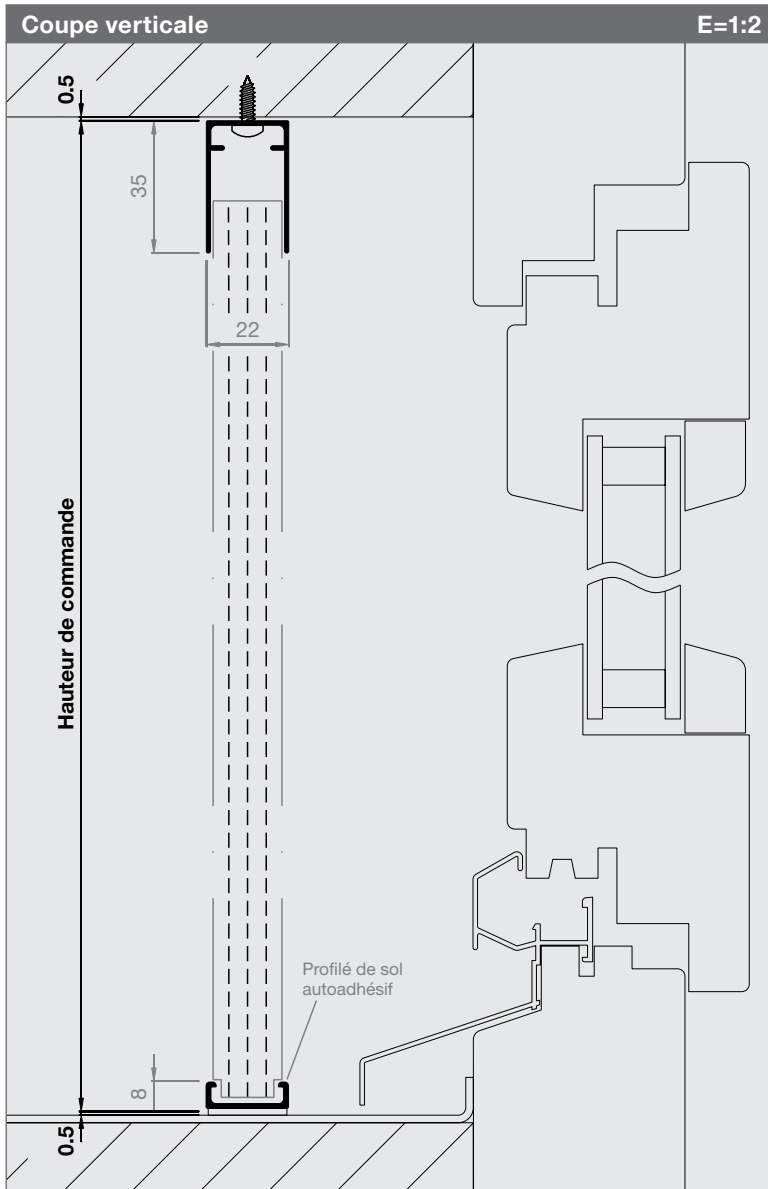 Coupe verticale E=1:2
0.5
35
22
Hauteur de commande
Profilé de sol
autoadhésif
8
0.5